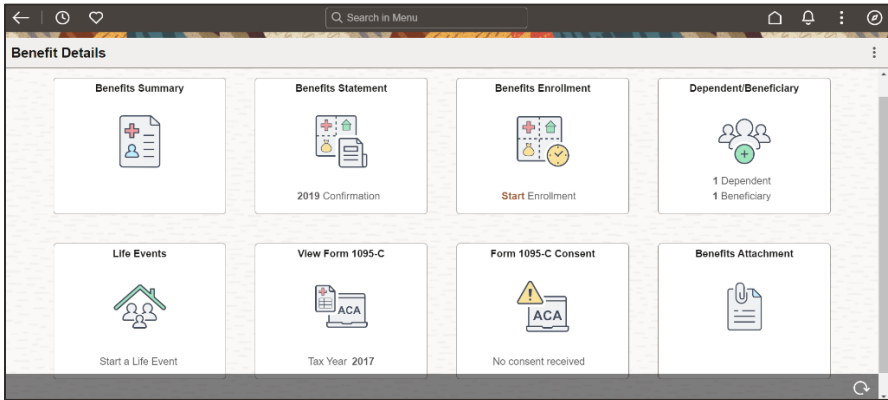 Search in Menu
Benefit Details
Benefits Summary
Benefits Statement
2019 Confirmation
Benefits Enrollment
Start Enrollment
Dependent/Beneficiary
1 Dependent
1 Beneficiary
Life Events
Start a Life Event
View Form 1095-C
ACA
Tax Year 2017
Form 1095-C Consent
ACA
No consent received
Benefits Attachment